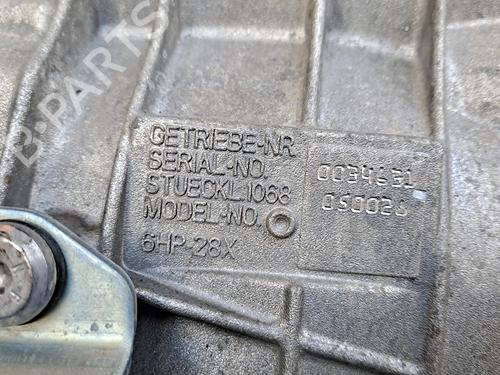 B-PARTS
GETRIEBE-NR.
SERIAL-NO. 0034631
STUECKL.1068 050026
MODEL-NO.
6HP-28X